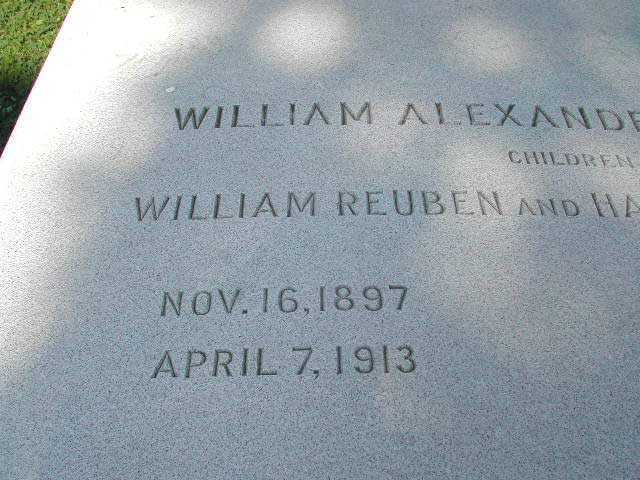 WILLIAM ALEXANDE
CHILDREN
WILLIAM REUBEN AND HA
NOV. 16, 1897
APRIL 7, 1913